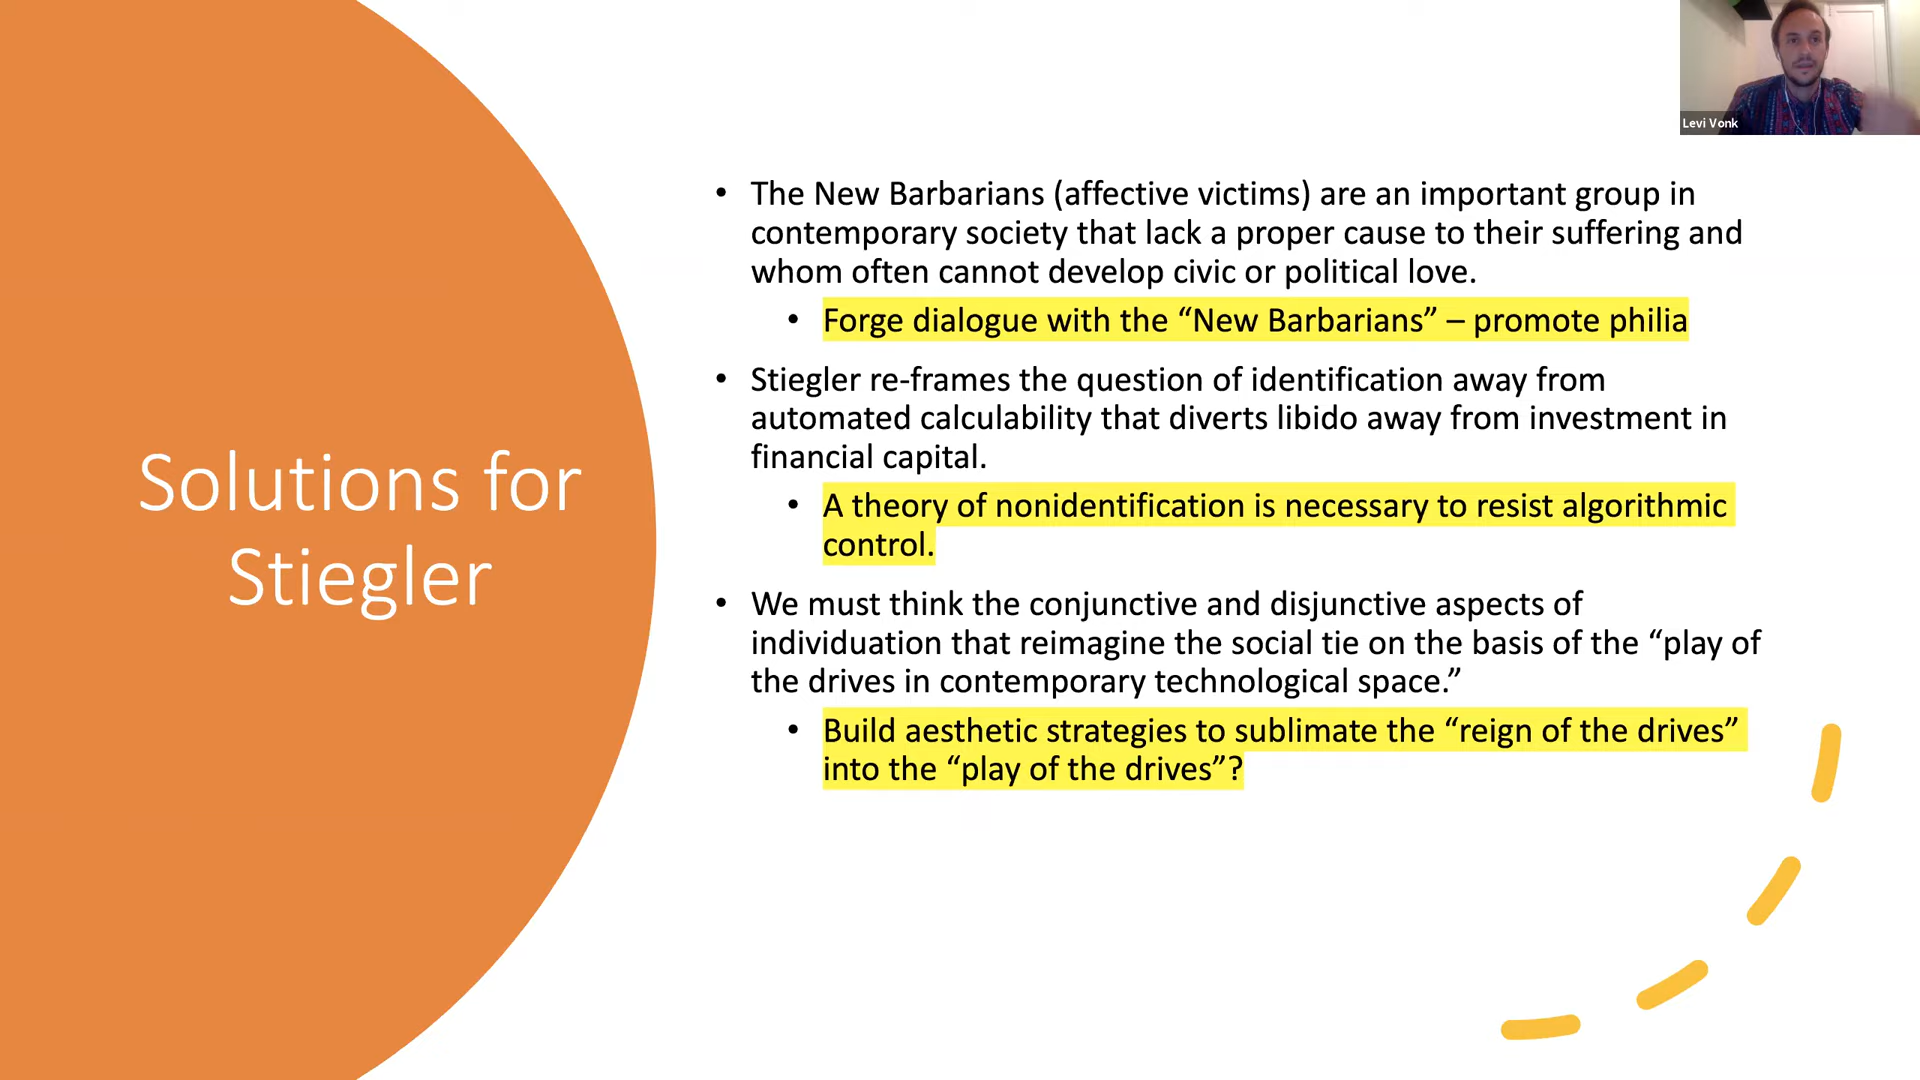 Levi Vonk
Solutions for
Stiegler
• The New Barbarians (affective victims) are an important group in
contemporary society that lack a proper cause to their suffering and
whom often cannot develop civic or political love.
• Forge dialogue with the “New Barbarians” – promote philia
• Stiegler re-frames the question of identification away from
automated calculability that diverts libido away from investment in
financial capital.
• A theory of nonidentification is necessary to resist algorithmic
control.
• We must think the conjunctive and disjunctive aspects of
individuation that reimagine the social tie on the basis of the “play of
the drives in contemporary technological space.”
• Build aesthetic strategies to sublimate the “reign of the drives”
into the “play of the drives”?